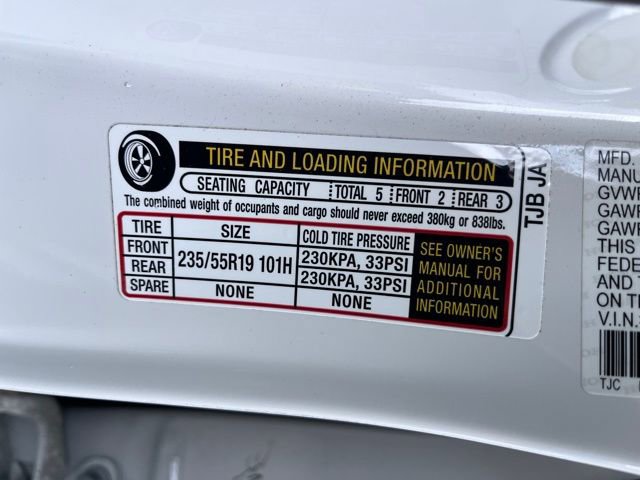 TIRE AND LOADING INFORMATION
SEATING CAPACITY TOTAL 5 FRONT 2 REAR 3
The combined weight of occupants and cargo should never exceed 380kg or 838lbs.
TIRE SIZE COLD TIRE PRESSURE
FRONT 235/55R19 101H 230KPA, 33PSI
REAR 230KPA, 33PSI
SPARE NONE NONE
SEE OWNER'S
MANUAL FOR
ADDITIONAL
INFORMATION
TJB JA
MFD.
MANU
GVWR
GAWR
GAWR
THIS
FEDE
AND T
ON T
V.I.N.
TJC